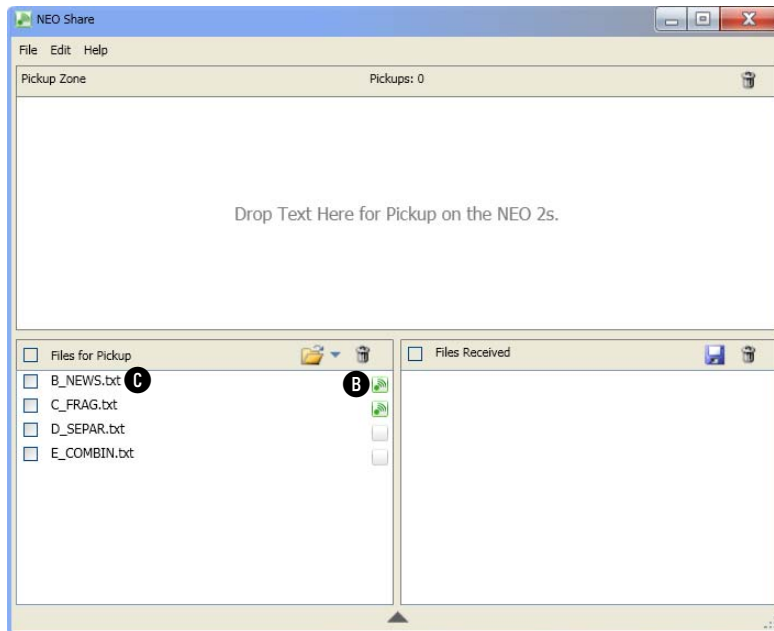 NEO Share
File Edit Help
Pickup Zone Pickups: 0
Drop Text Here for Pickup on the NEO 2s.
Files for Pickup
B_NEWS.txt C B
C_FRAG.txt
D_SEPAR.txt
E_COMBIN.txt
Files Received